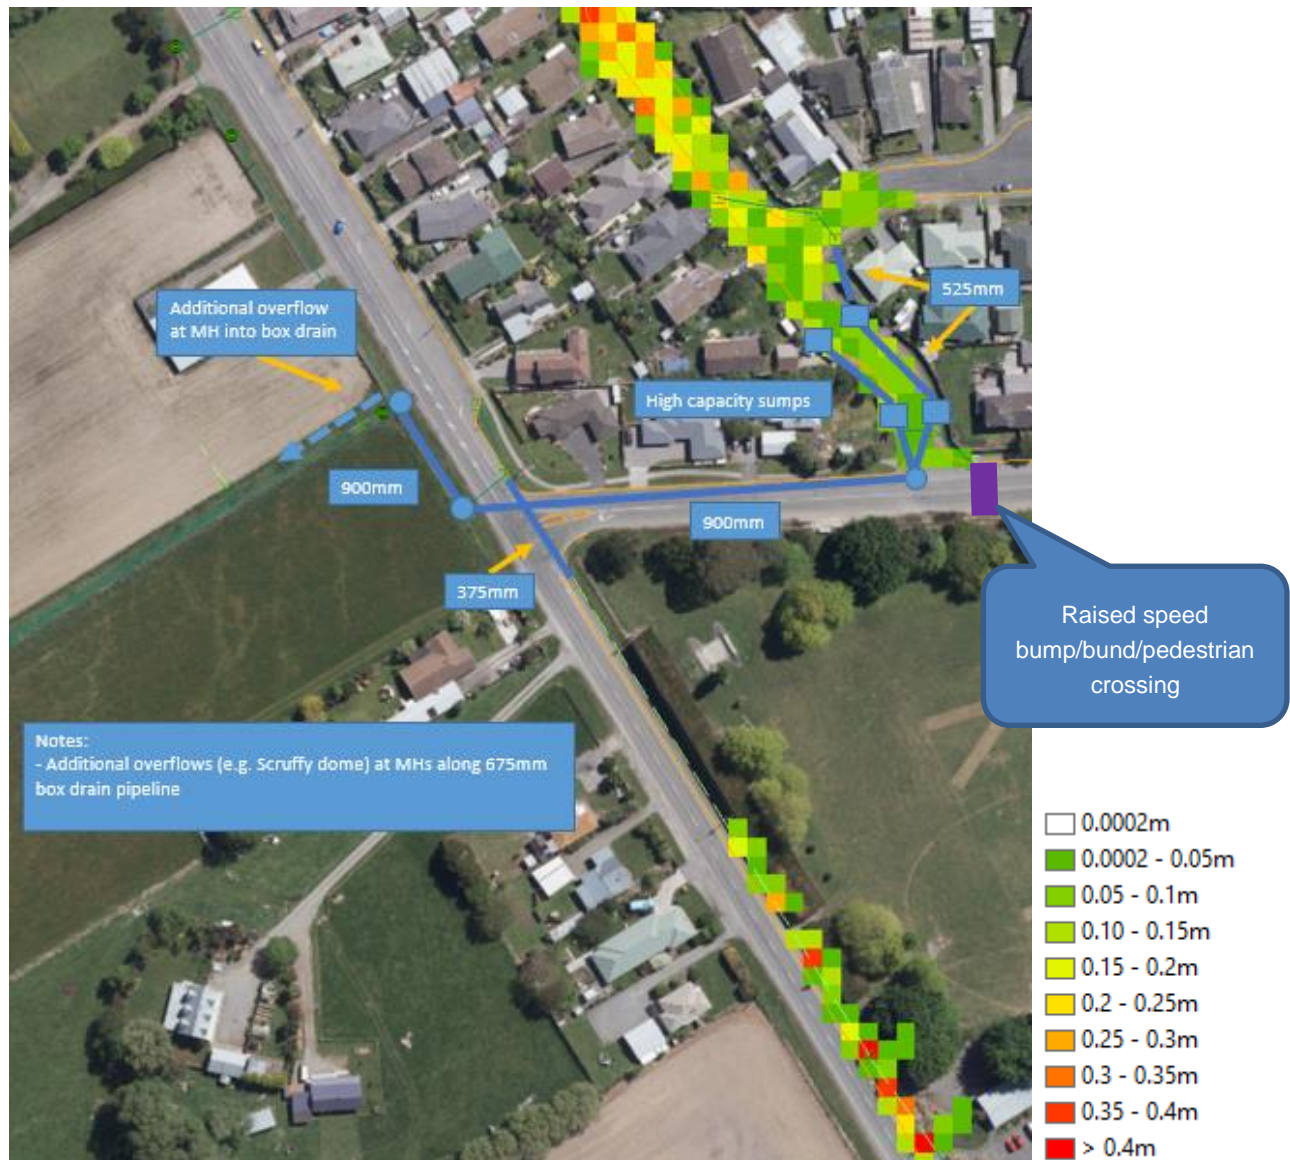 Additional overflow
at MH into box drain
525mm
High capacity sumps
900mm
900mm
375mm
Raised speed
bump/bund/pedestrian
crossing
Notes:
- Additional overflows (e.g. Scruffy dome) at MHs along 675mm
box drain pipeline
0.0002m
0.0002 - 0.05m
0.05 - 0.1m
0.10 - 0.15m
0.15 - 0.2m
0.2 - 0.25m
0.25 - 0.3m
0.3 - 0.35m
0.35 - 0.4m
> 0.4m